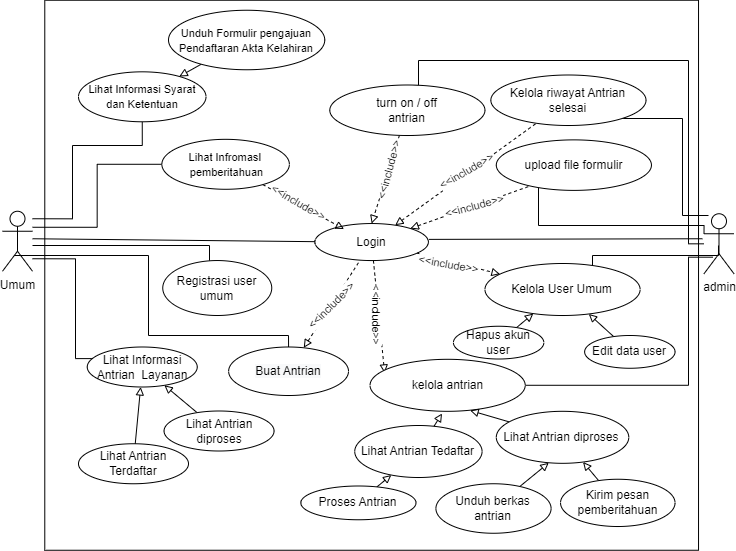 Unduh Formulir pengajuan
Pendaftaran Akta Kelahiran
Lihat Informasi Syarat
dan Ketentuan
turn on / off
antrian
Kelola riwayat Antrian
selesai
Lihat InfromasI
pemberitahuan
upload file formulir
<<include>>
<<include>>
<<include>>
<<include>>
Login
Umum
admin
<<include>>
Registrasi user
umum
Kelola User Umum
<<include>>
<<include>>
Hapus akun
user
Edit data user
Lihat Informasi
Antrian Layanan
Buat Antrian
kelola antrian
Lihat Antrian
diproses
Lihat Antrian
Terdaftar
Lihat Antrian Tedaftar
Lihat Antrian diproses
Proses Antrian
Unduh berkas
antrian
Kirim pesan
pemberitahuan